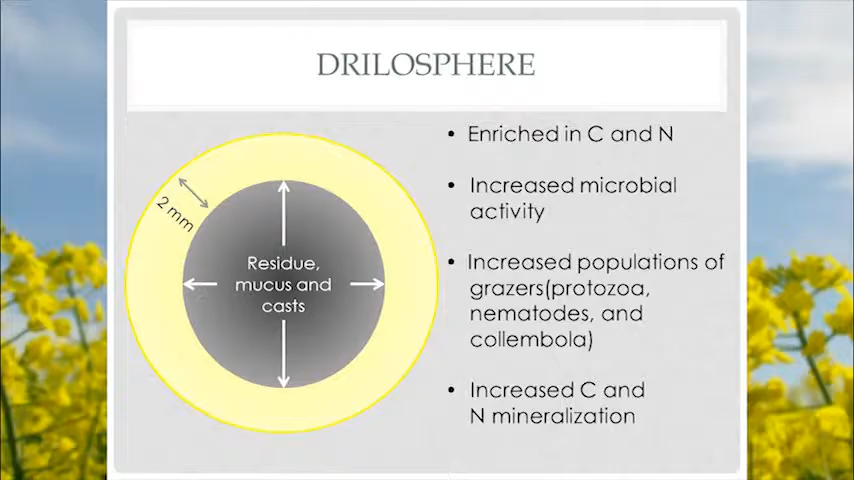 DRILOSPHERE
2 mm
Residue,
mucus and
casts
• Enriched in C and N
• Increased microbial
activity
• Increased populations of
grazers(protozoa,
nematodes, and
collembola)
• Increased C and
N mineralization